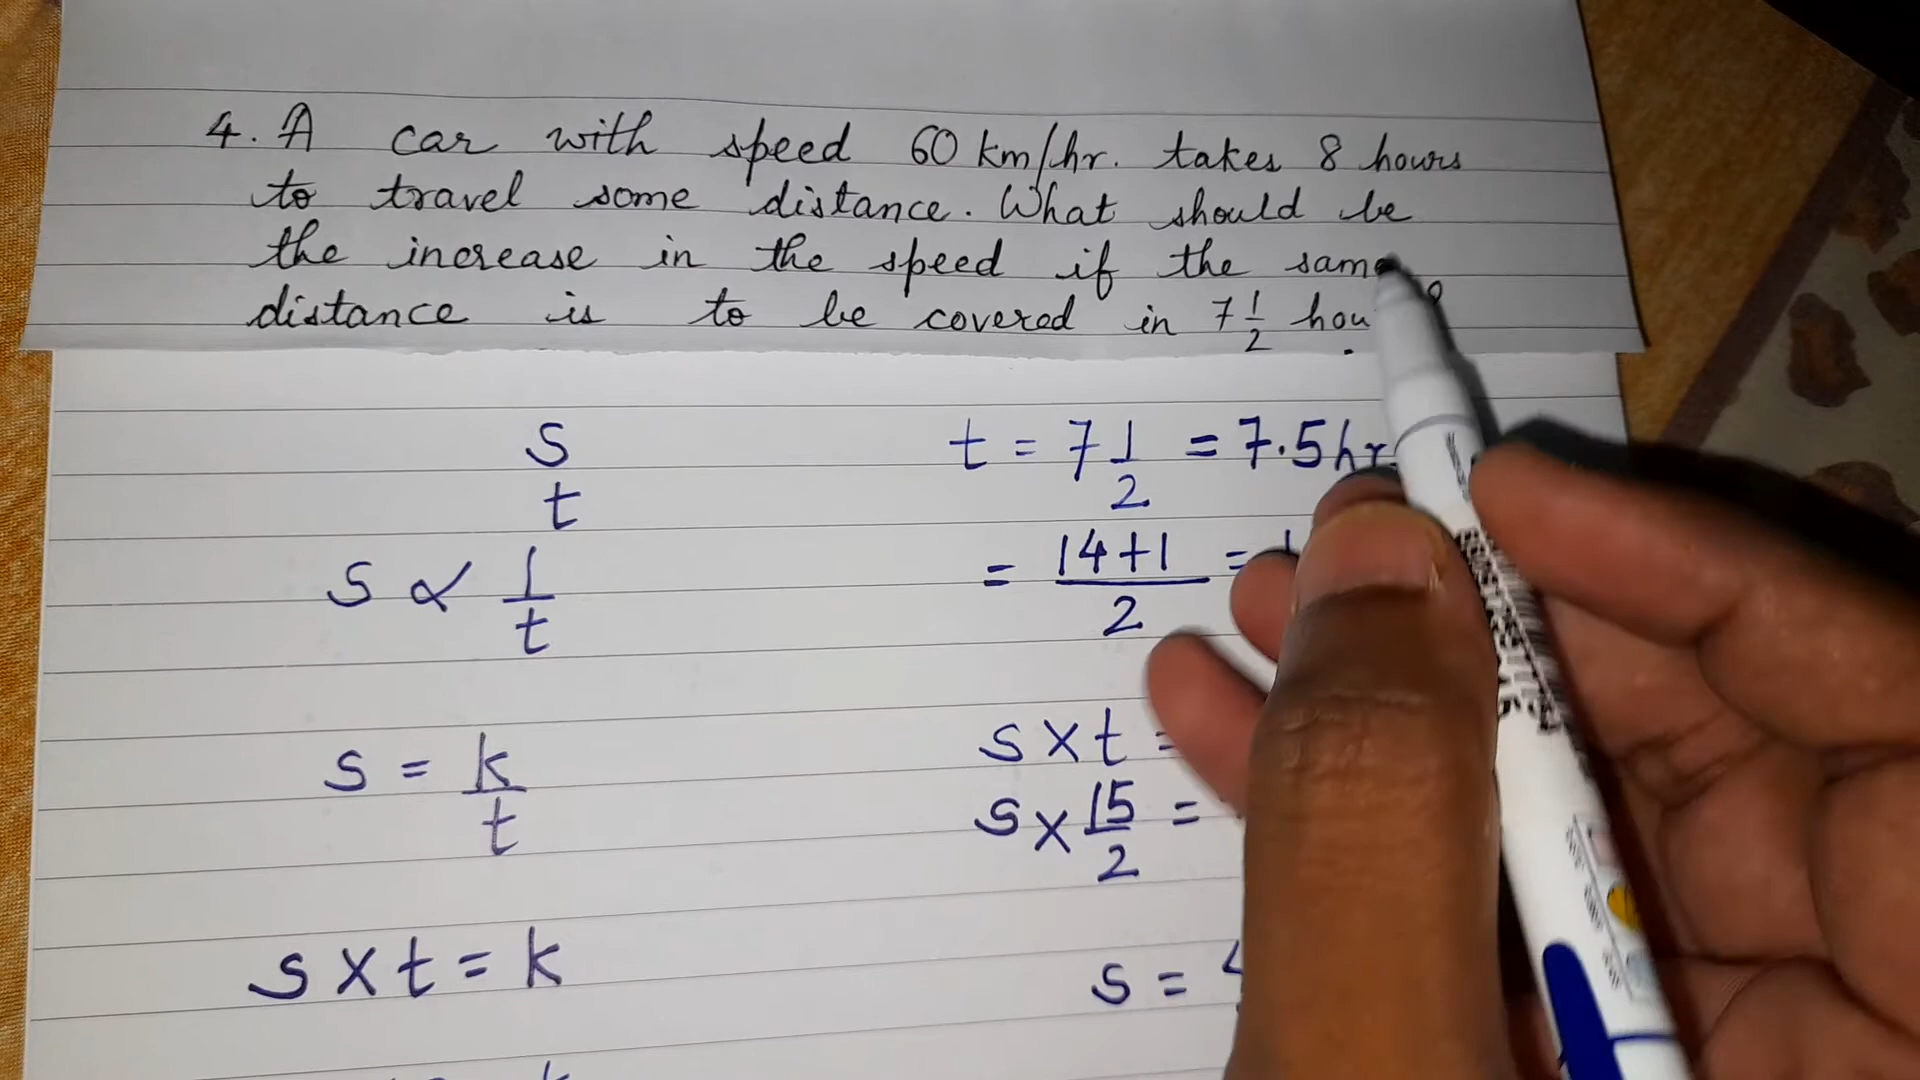 4. A car with speed 60 km/hr. takes 8 hours
to travel some distance. What should be
the increase in the speed if the same
distance is to be covered in 7 1/2 hou ?
s
t
s ∝ 1/t
s = k/t
s x t = k
t = 7 1/2 = 7.5 hr
= 14+1/2 =
s x t =
s x 15/2 =
s =